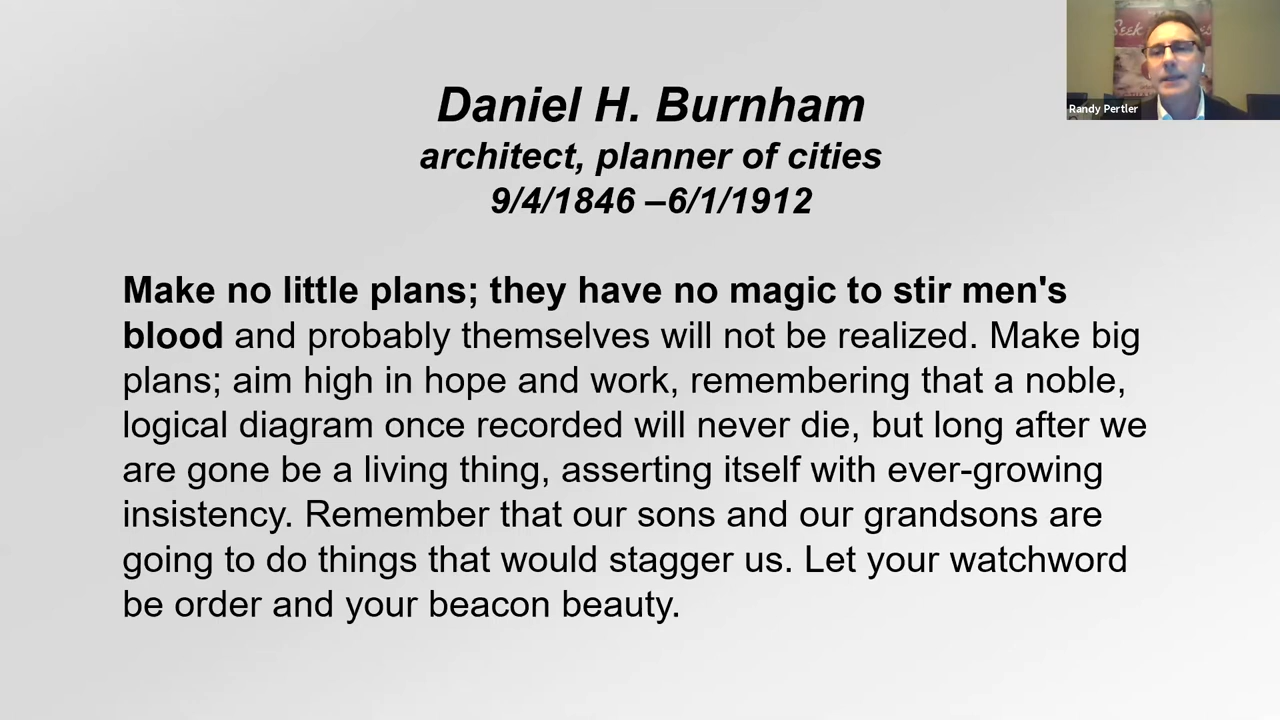 Daniel H. Burnham
architect, planner of cities
9/4/1846 –6/1/1912
Make no little plans; they have no magic to stir men's
blood and probably themselves will not be realized. Make big
plans; aim high in hope and work, remembering that a noble,
logical diagram once recorded will never die, but long after we
are gone be a living thing, asserting itself with ever-growing
insistency. Remember that our sons and our grandsons are
going to do things that would stagger us. Let your watchword
be order and your beacon beauty.
Seek
Randy Pertler